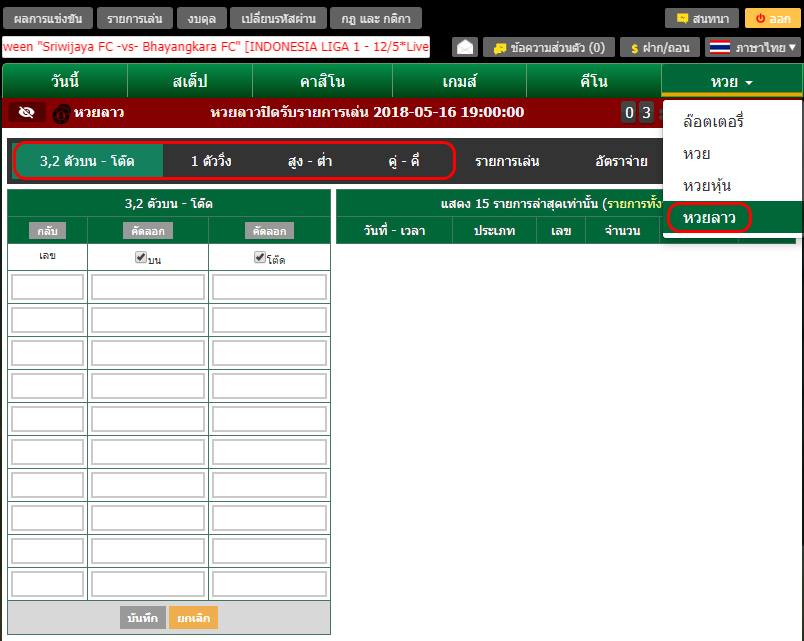 ผลการแข่งขัน รายการเล่น งบดุล เปลี่ยนรหัสผ่าน กฎ และ กติกา สนทนา ออก
ween "Sriwijaya FC -vs- Bhayangkara FC" [INDONESIA LIGA 1 - 12/5*Live ข้อความส่วนตัว (0) $ ฝาก/ถอน ภาษาไทย
วันนี้ สเต็ป คาสิโน เกมส์ คีโน หวย
หวยลาว หวยลาวปิดรับรายการเล่น 2018-05-16 19:00:00 0 3
ล๊อตเตอรี่
หวย
หวยหุ้น
หวยลาว
3,2 ตัวบน - โต๊ด 1 ตัววิ่ง สูง - ต่ำ คู่ - คี่ รายการเล่น อัตราจ่าย
3,2 ตัวบน - โต๊ด
กลับ คัดลอก คัดลอก
เลข บน โต๊ด
บันทึก ยกเลิก
แสดง 15 รายการล่าสุดเท่านั้น (รายการทั้ง
วันที่ - เวลา ประเภท เลข จำนวน